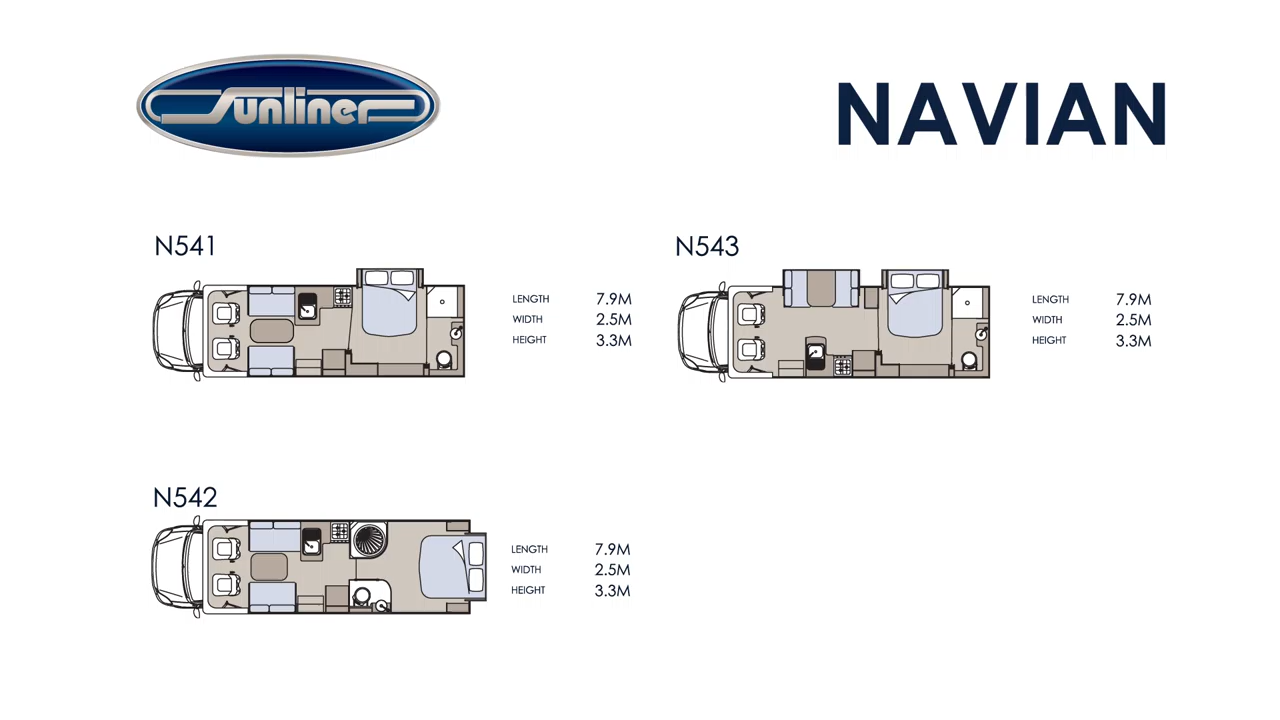 Sunliner
NAVIAN
N541
LENGTH 7.9M
WIDTH 2.5M
HEIGHT 3.3M
N543
LENGTH 7.9M
WIDTH 2.5M
HEIGHT 3.3M
N542
LENGTH 7.9M
WIDTH 2.5M
HEIGHT 3.3M